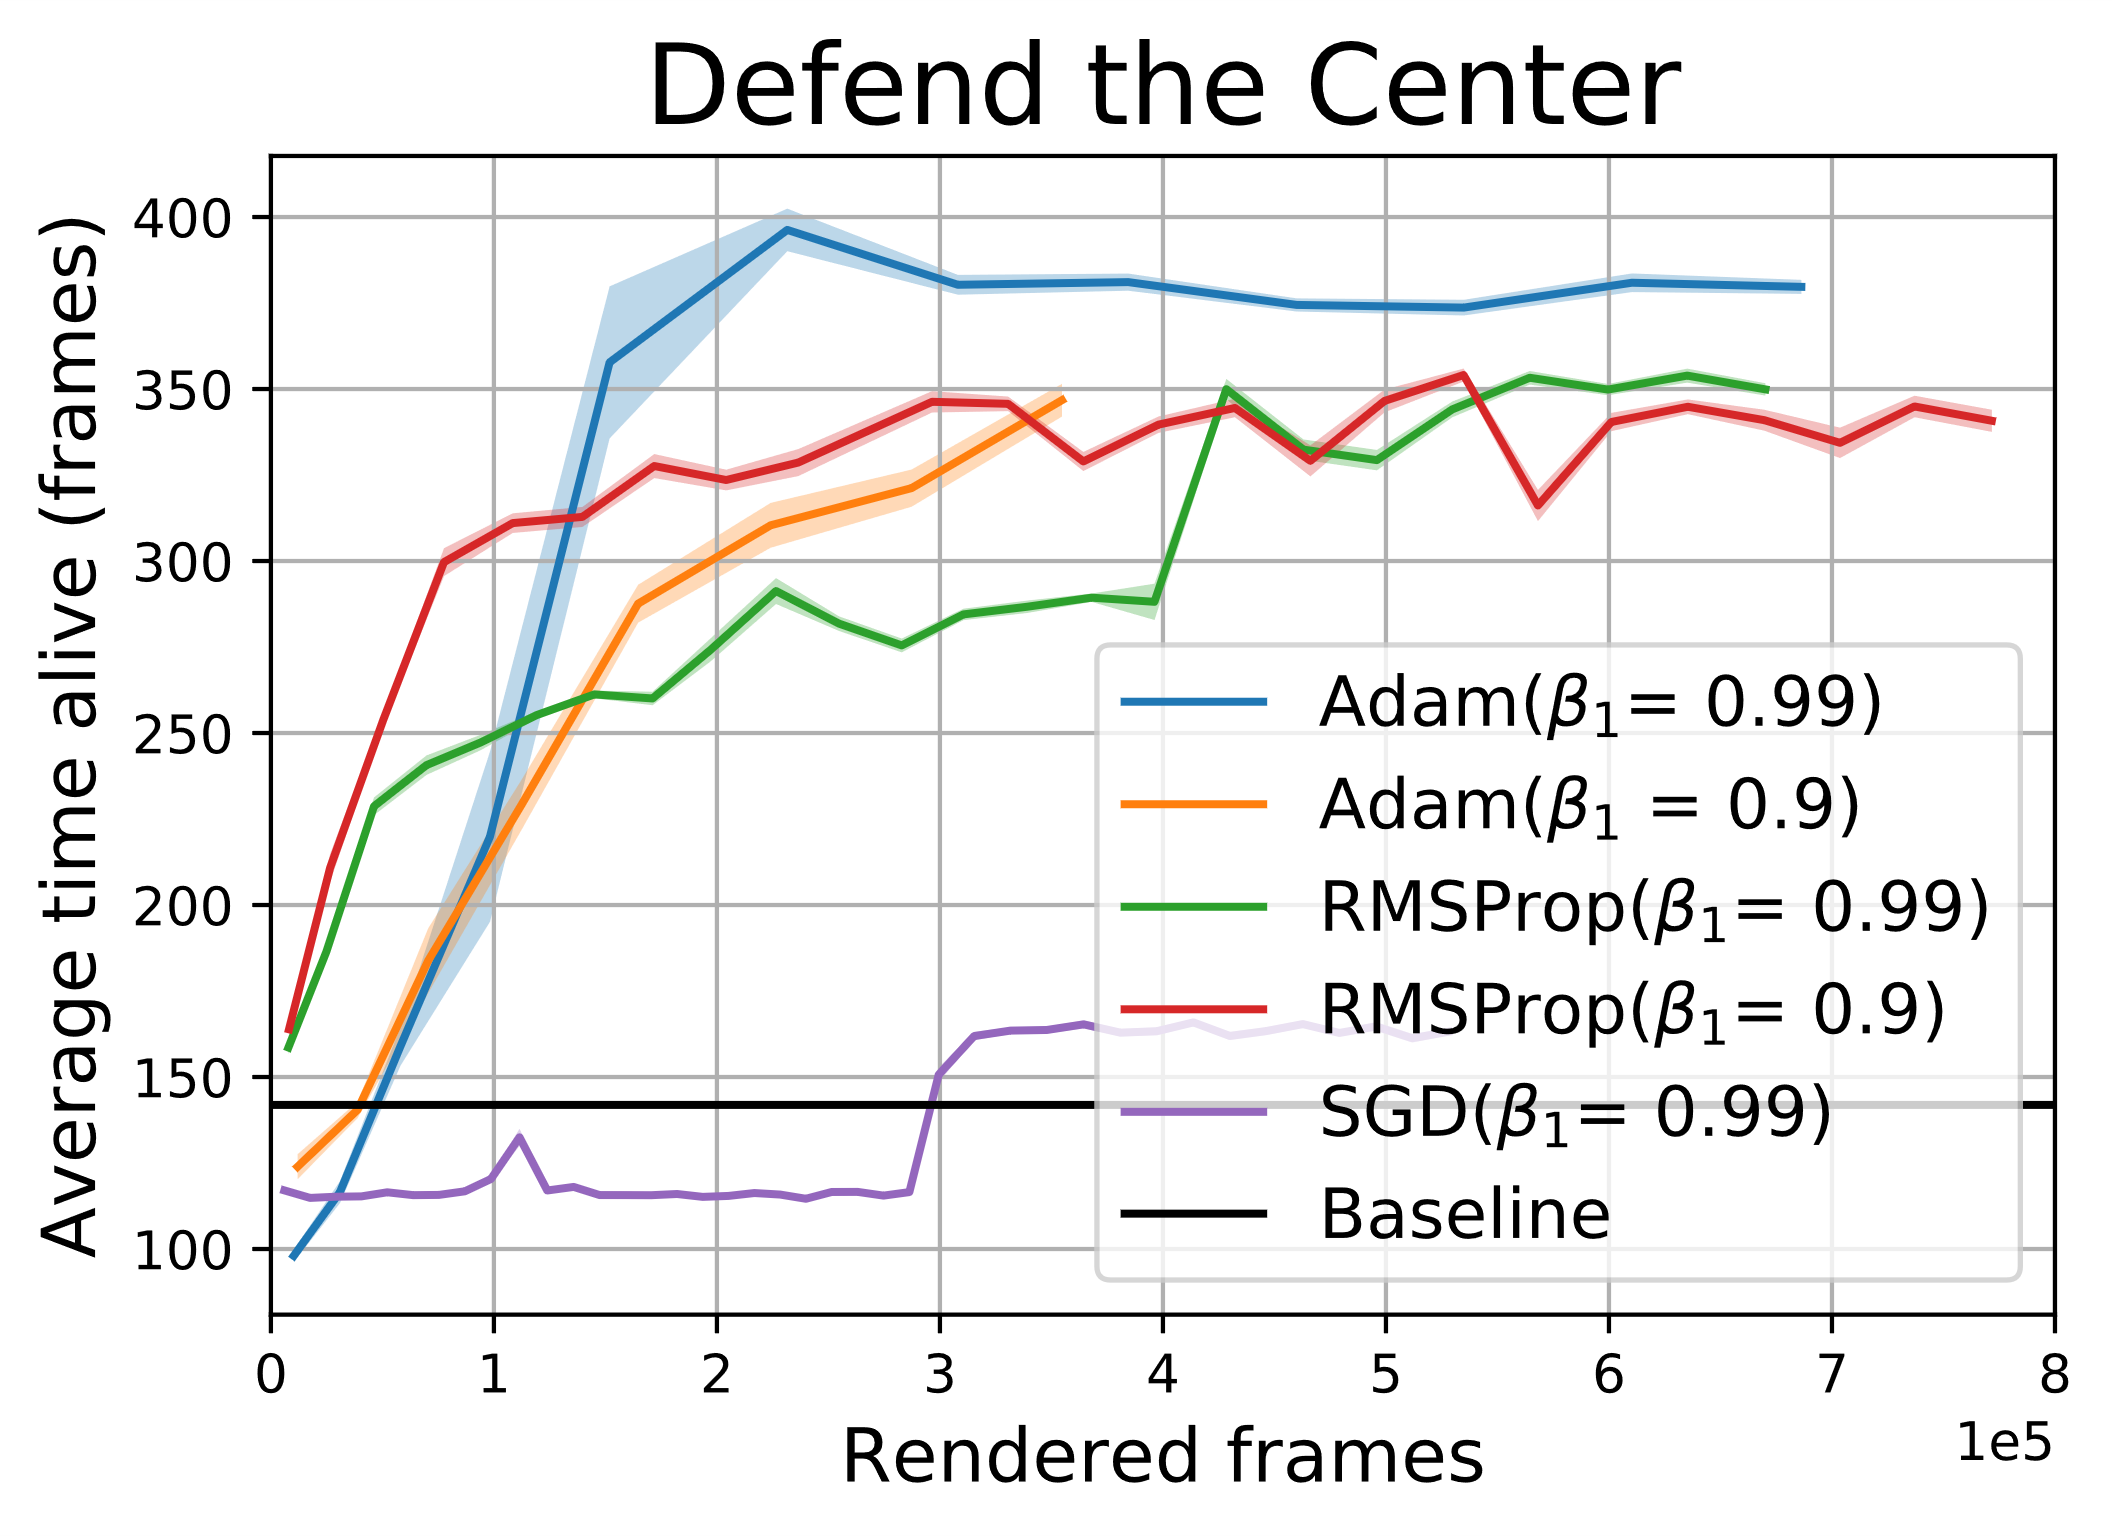 Defend the Center
Average time alive (frames)
400
350
300
250
200
150
100
Adam(β₁= 0.99)
Adam(β₁ = 0.9)
RMSProp(β₁= 0.99)
RMSProp(β₁= 0.9)
SGD(β₁= 0.99)
Baseline
0 1 2 3 4 5 6 7 8
1e5
Rendered frames